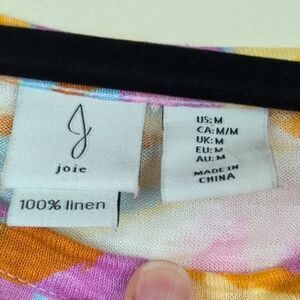 J
joie
100% linen
US: M
CA: M/M
UK: M
EU: M
AU: M
MADE IN
CHINA